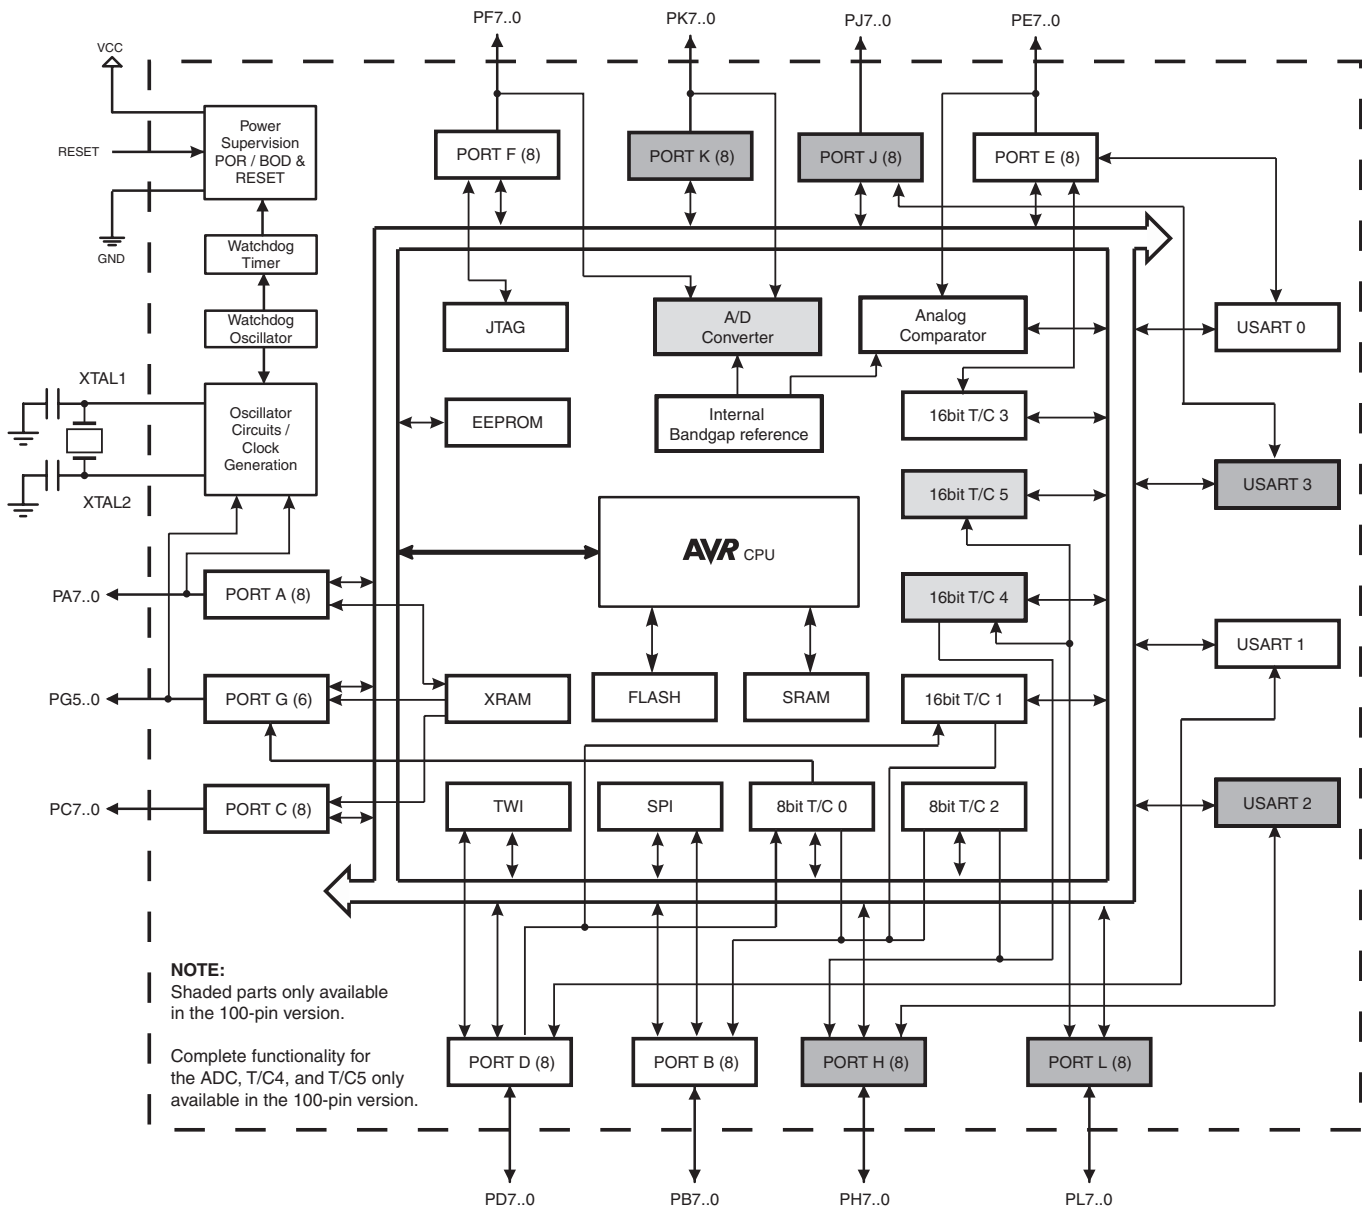 PF7..0
PK7..0
PJ7..0
PE7..0
VCC
RESET
GND
Power
Supervision
POR / BOD &
RESET
PORT F (8)
PORT K (8)
PORT J (8)
PORT E (8)
Watchdog
Timer
Watchdog
Oscillator
JTAG
A/D
Converter
Analog
Comparator
USART 0
XTAL1
XTAL2
Oscillator
Circuits /
Clock
Generation
EEPROM
Internal
Bandgap reference
16bit T/C 3
16bit T/C 5
USART 3
AVR CPU
PA7..0
PORT A (8)
16bit T/C 4
USART 1
PG5..0
PORT G (6)
XRAM
FLASH
SRAM
16bit T/C 1
PC7..0
PORT C (8)
TWI
SPI
8bit T/C 0
8bit T/C 2
USART 2
NOTE:
Shaded parts only available
in the 100-pin version.
Complete functionality for
the ADC, T/C4, and T/C5 only
available in the 100-pin version.
PORT D (8)
PORT B (8)
PORT H (8)
PORT L (8)
PD7..0
PB7..0
PH7..0
PL7..0